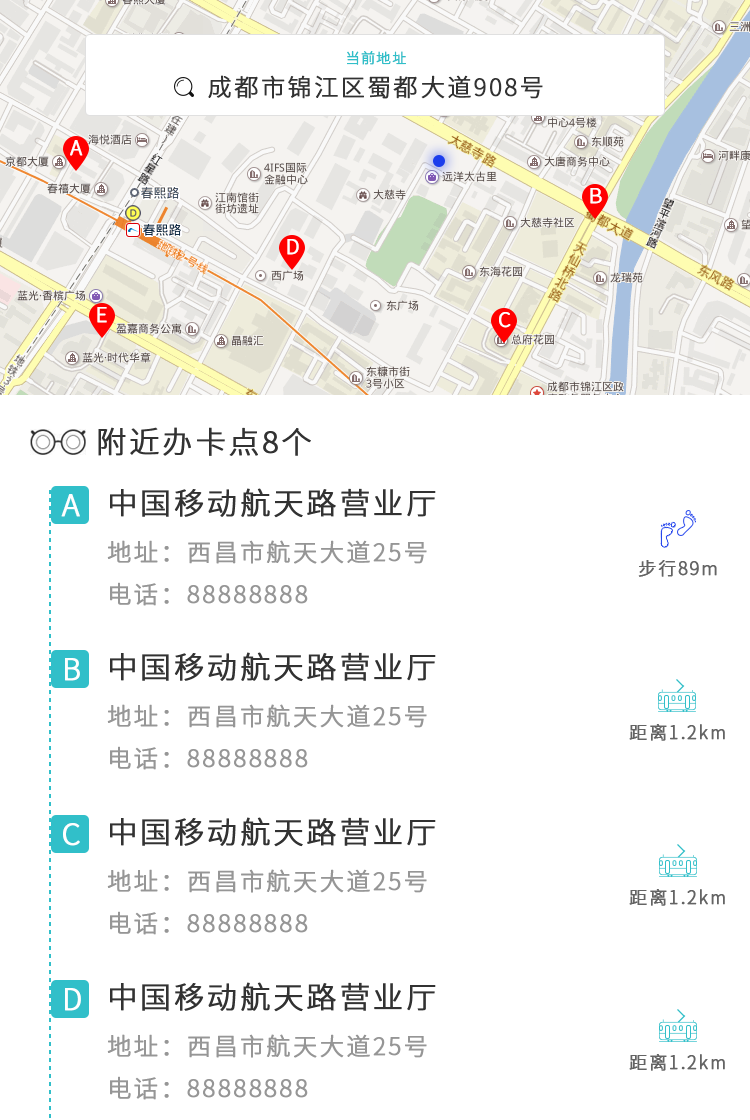 三洲
当前地址
成都市锦江区蜀都大道908号
中心4号楼
在建
大慈寺路
海悦酒店
A
东顺苑
京都大厦
红星路
4IFS国际
金融中心
大唐商务中心
河畔康
远洋太古里
春禧大厦
春熙路
江南馆街
街坊遗址
大慈寺
B
D
大慈寺社区
蜀都大道
望平滨河路
春熙路
D
西广场
东海花园
天仙桥北路
龙瑞苑
东风路
蓝光·香槟广场
E
东广场
C
盈嘉商务公寓
晶融汇
总府花园
蓝光·时代华章
东糠市街
3号小区
成都市锦江区政
附近办卡点8个
A
中国移动航天路营业厅
地址：西昌市航天大道25号
电话：88888888
步行89m
B
中国移动航天路营业厅
地址：西昌市航天大道25号
电话：88888888
距离1.2km
C
中国移动航天路营业厅
地址：西昌市航天大道25号
电话：88888888
距离1.2km
D
中国移动航天路营业厅
地址：西昌市航天大道25号
电话：88888888
距离1.2km